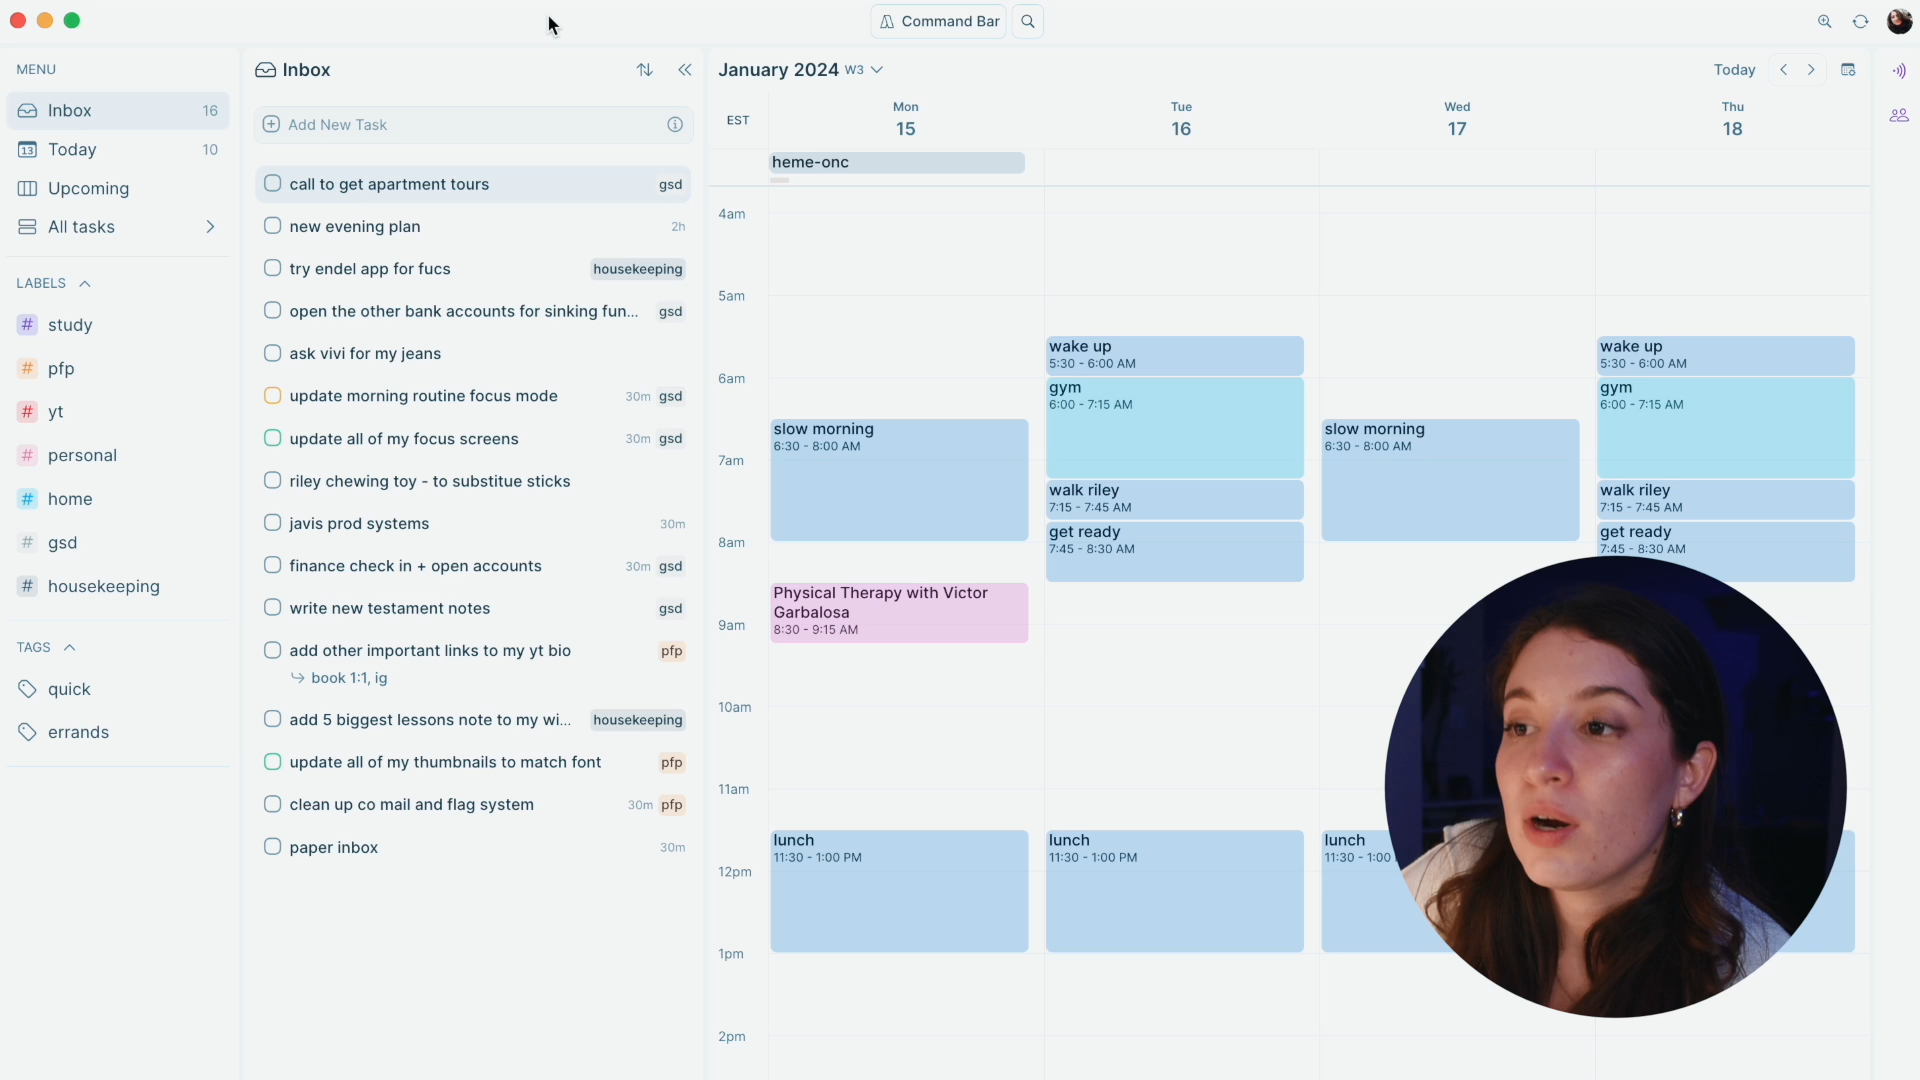 Command Bar
MENU
Inbox 16
13 Today 10
Upcoming
All tasks
LABELS
# study
# pfp
# yt
# personal
# home
# gsd
# housekeeping
TAGS
quick
errands
Inbox
Add New Task
call to get apartment tours gsd
new evening plan 2h
try endel app for fucs housekeeping
open the other bank accounts for sinking fun... gsd
ask vivi for my jeans
update morning routine focus mode 30m gsd
update all of my focus screens 30m gsd
riley chewing toy - to substitue sticks
javis prod systems 30m
finance check in + open accounts 30m gsd
write new testament notes gsd
add other important links to my yt bio pfp
book 1:1, ig
add 5 biggest lessons note to my wi... housekeeping
update all of my thumbnails to match font pfp
clean up co mail and flag system 30m pfp
paper inbox 30m
January 2024 W3 Today
EST
Mon
15
Tue
16
Wed
17
Thu
18
heme-onc
4am
5am
6am
7am
8am
9am
10am
11am
12pm
1pm
2pm
slow morning
6:30 - 8:00 AM
Physical Therapy with Victor
Garbalosa
8:30 - 9:15 AM
lunch
11:30 - 1:00 PM
wake up
5:30 - 6:00 AM
gym
6:00 - 7:15 AM
walk riley
7:15 - 7:45 AM
get ready
7:45 - 8:30 AM
lunch
11:30 - 1:00 PM
slow morning
6:30 - 8:00 AM
lunch
11:30 - 1:00
wake up
5:30 - 6:00 AM
gym
6:00 - 7:15 AM
walk riley
7:15 - 7:45 AM
get ready
7:45 - 8:30 AM